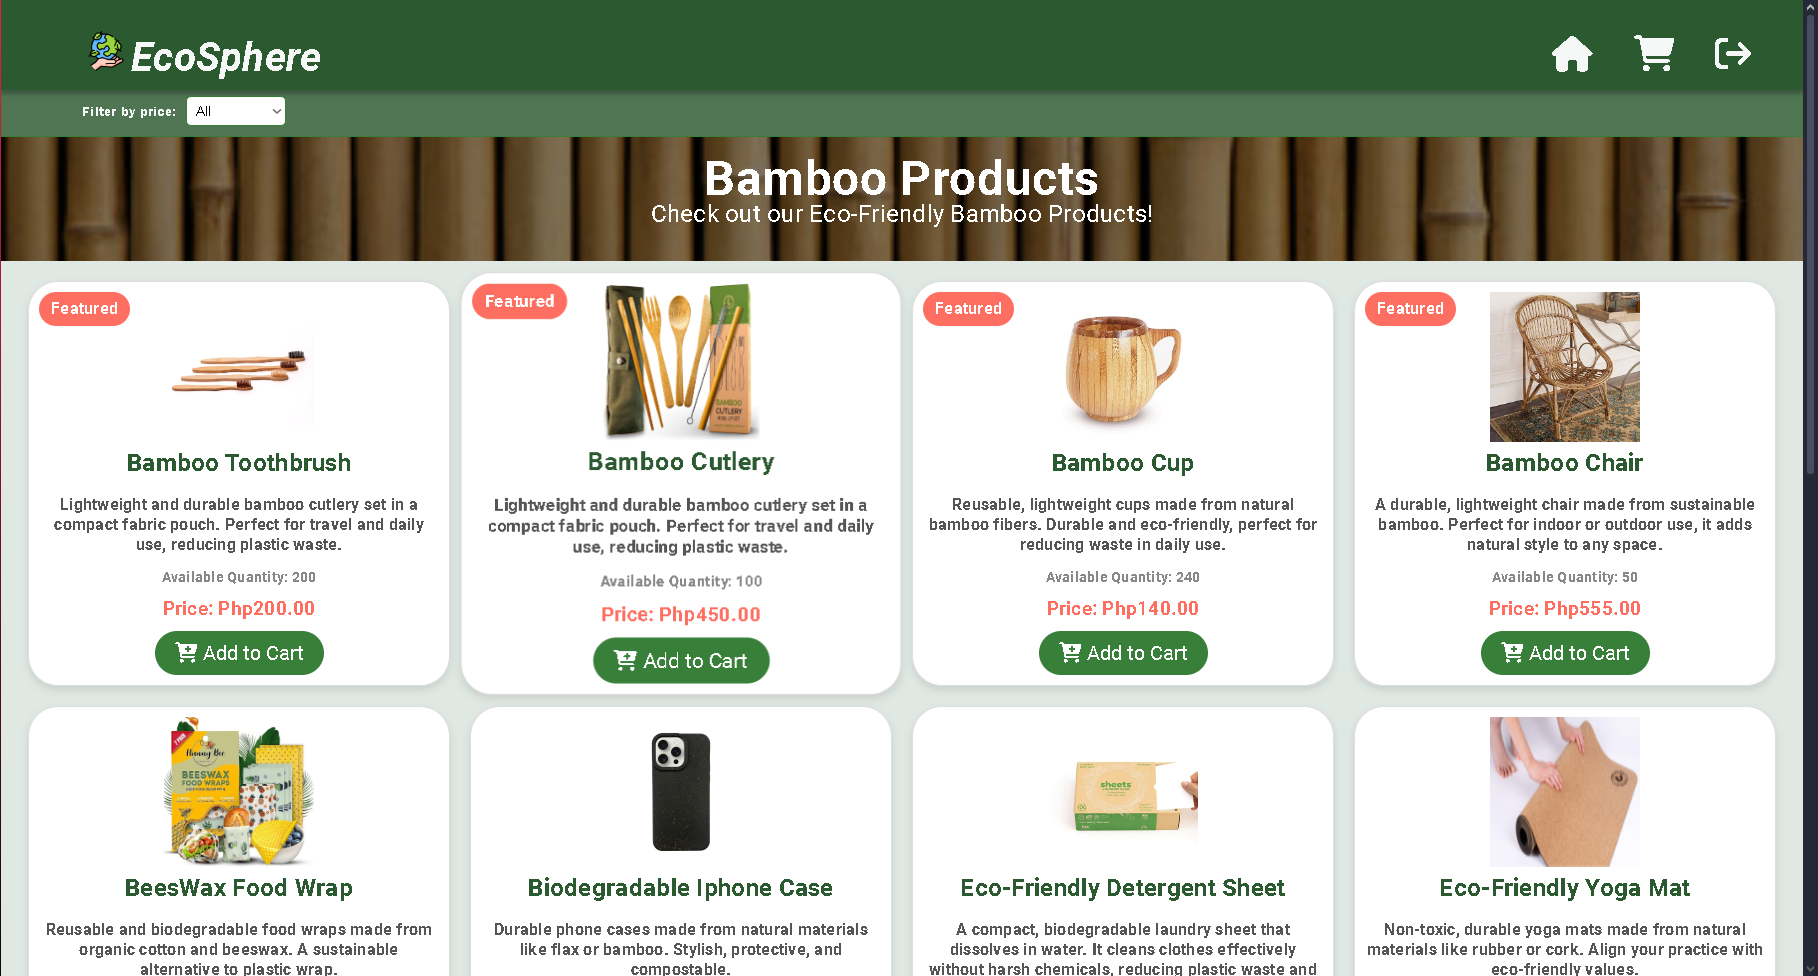 EcoSphere
Filter by price: All
Bamboo Products
Check out our Eco-Friendly Bamboo Products!
Featured
Bamboo Toothbrush
Lightweight and durable bamboo cutlery set in a
compact fabric pouch. Perfect for travel and daily
use, reducing plastic waste.
Available Quantity: 200
Price: Php200.00
Add to Cart
Featured
BAMBOO
CUTLERY
Bamboo Cutlery
Lightweight and durable bamboo cutlery set in a
compact fabric pouch. Perfect for travel and daily
use, reducing plastic waste.
Available Quantity: 100
Price: Php450.00
Add to Cart
Featured
Bamboo Cup
Reusable, lightweight cups made from natural
bamboo fibers. Durable and eco-friendly, perfect for
reducing waste in daily use.
Available Quantity: 240
Price: Php140.00
Add to Cart
Featured
Bamboo Chair
A durable, lightweight chair made from sustainable
bamboo. Perfect for indoor or outdoor use, it adds
natural style to any space.
Available Quantity: 50
Price: Php555.00
Add to Cart
Hunny Bee
BEESWAX
FOOD WRAPS
BeesWax Food Wrap
Reusable and biodegradable food wraps made from
organic cotton and beeswax. A sustainable
alternative to plastic wrap.
Biodegradable Iphone Case
Durable phone cases made from natural materials
like flax or bamboo. Stylish, protective, and
compostable.
sheets
Eco-Friendly Detergent Sheet
A compact, biodegradable laundry sheet that
dissolves in water. It cleans clothes effectively
without harsh chemicals, reducing plastic waste and
Eco-Friendly Yoga Mat
Non-toxic, durable yoga mats made from natural
materials like rubber or cork. Align your practice with
eco-friendly values.